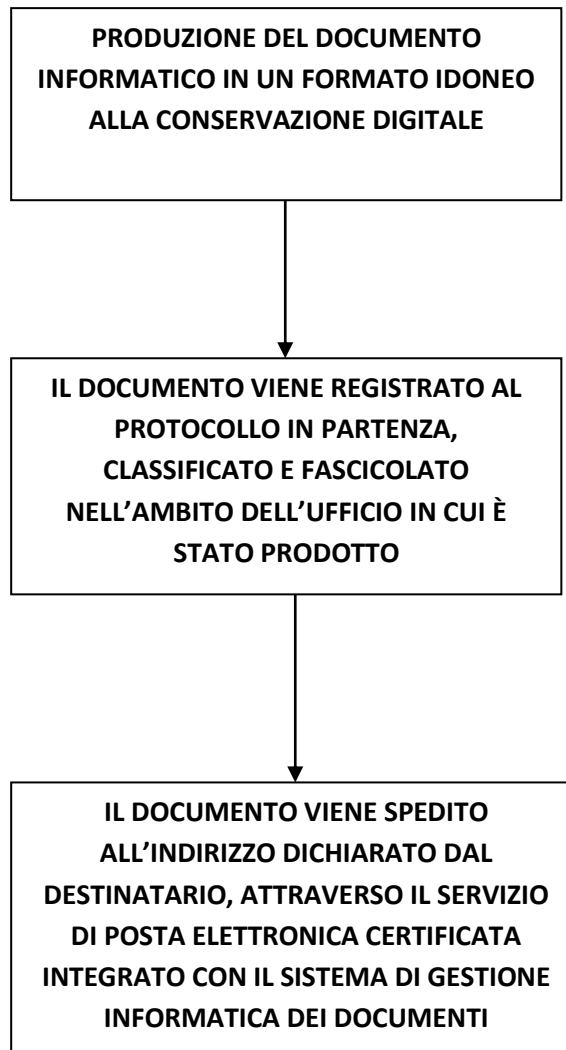 PRODUZIONE DEL DOCUMENTO
INFORMATICO IN UN FORMATO IDONEO
ALLA CONSERVAZIONE DIGITALE
IL DOCUMENTO VIENE REGISTRATO AL
PROTOCOLLO IN PARTENZA,
CLASSIFICATO E FASCICOLATO
NELL’AMBITO DELL’UFFICIO IN CUI È
STATO PRODOTTO
IL DOCUMENTO VIENE SPEDITO
ALL’INDIRIZZO DICHIARATO DAL
DESTINATARIO, ATTRAVERSO IL SERVIZIO
DI POSTA ELETTRONICA CERTIFICATA
INTEGRATO CON IL SISTEMA DI GESTIONE
INFORMATICA DEI DOCUMENTI